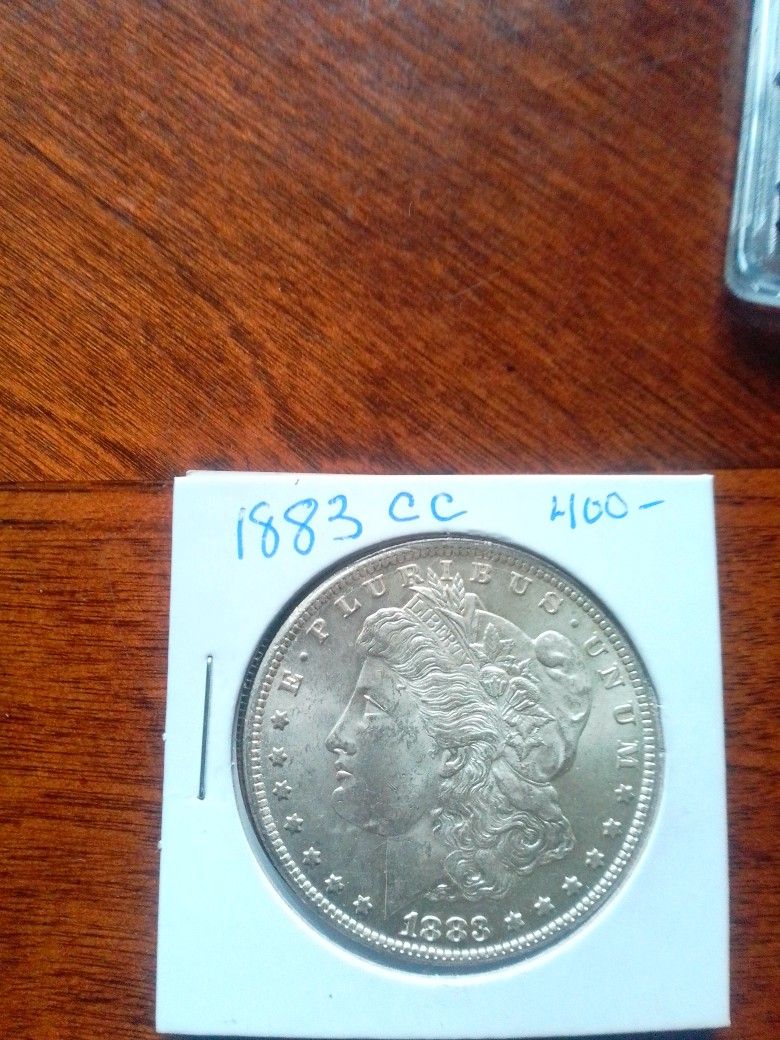 1883 CC 400-
E · PLURIBUS · UNUM
LIBERTY
1883